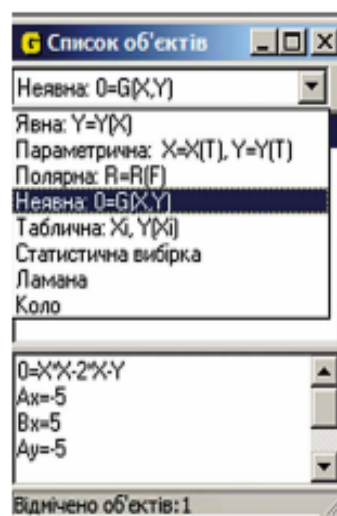 G Список об'єктів
Неявна: 0=G(X,Y)
Явна: Y=Y(X)
Параметрична: X=X(T), Y=Y(T)
Полярна: R=R(F)
Неявна: 0=G(X,Y)
Таблична: Xi, Y(Xi)
Статистична вибірка
Ламана
Коло
0=X*X-2*X-Y
Ax=-5
Bx=5
Ay=-5
Відмічено об'єктів:1